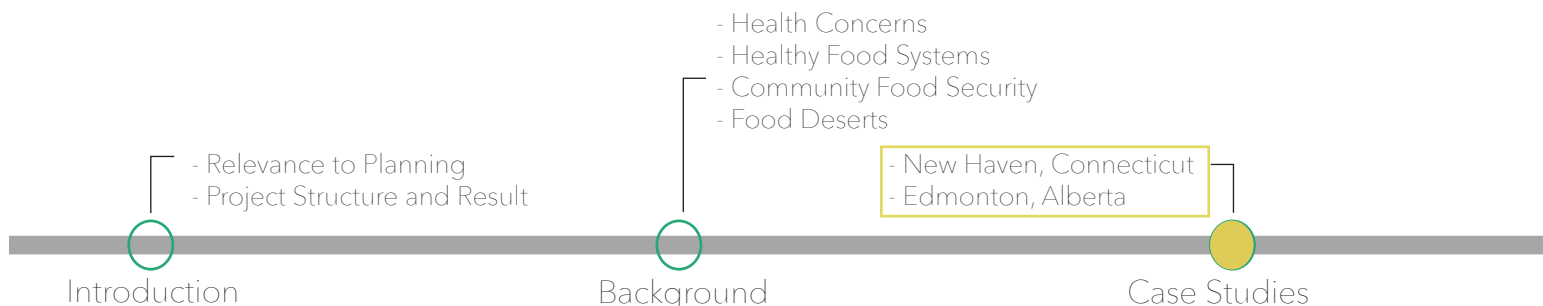 - Health Concerns
- Healthy Food Systems
- Community Food Security
- Food Deserts
- Relevance to Planning
- Project Structure and Result
- New Haven, Connecticut
- Edmonton, Alberta
Introduction
Background
Case Studies